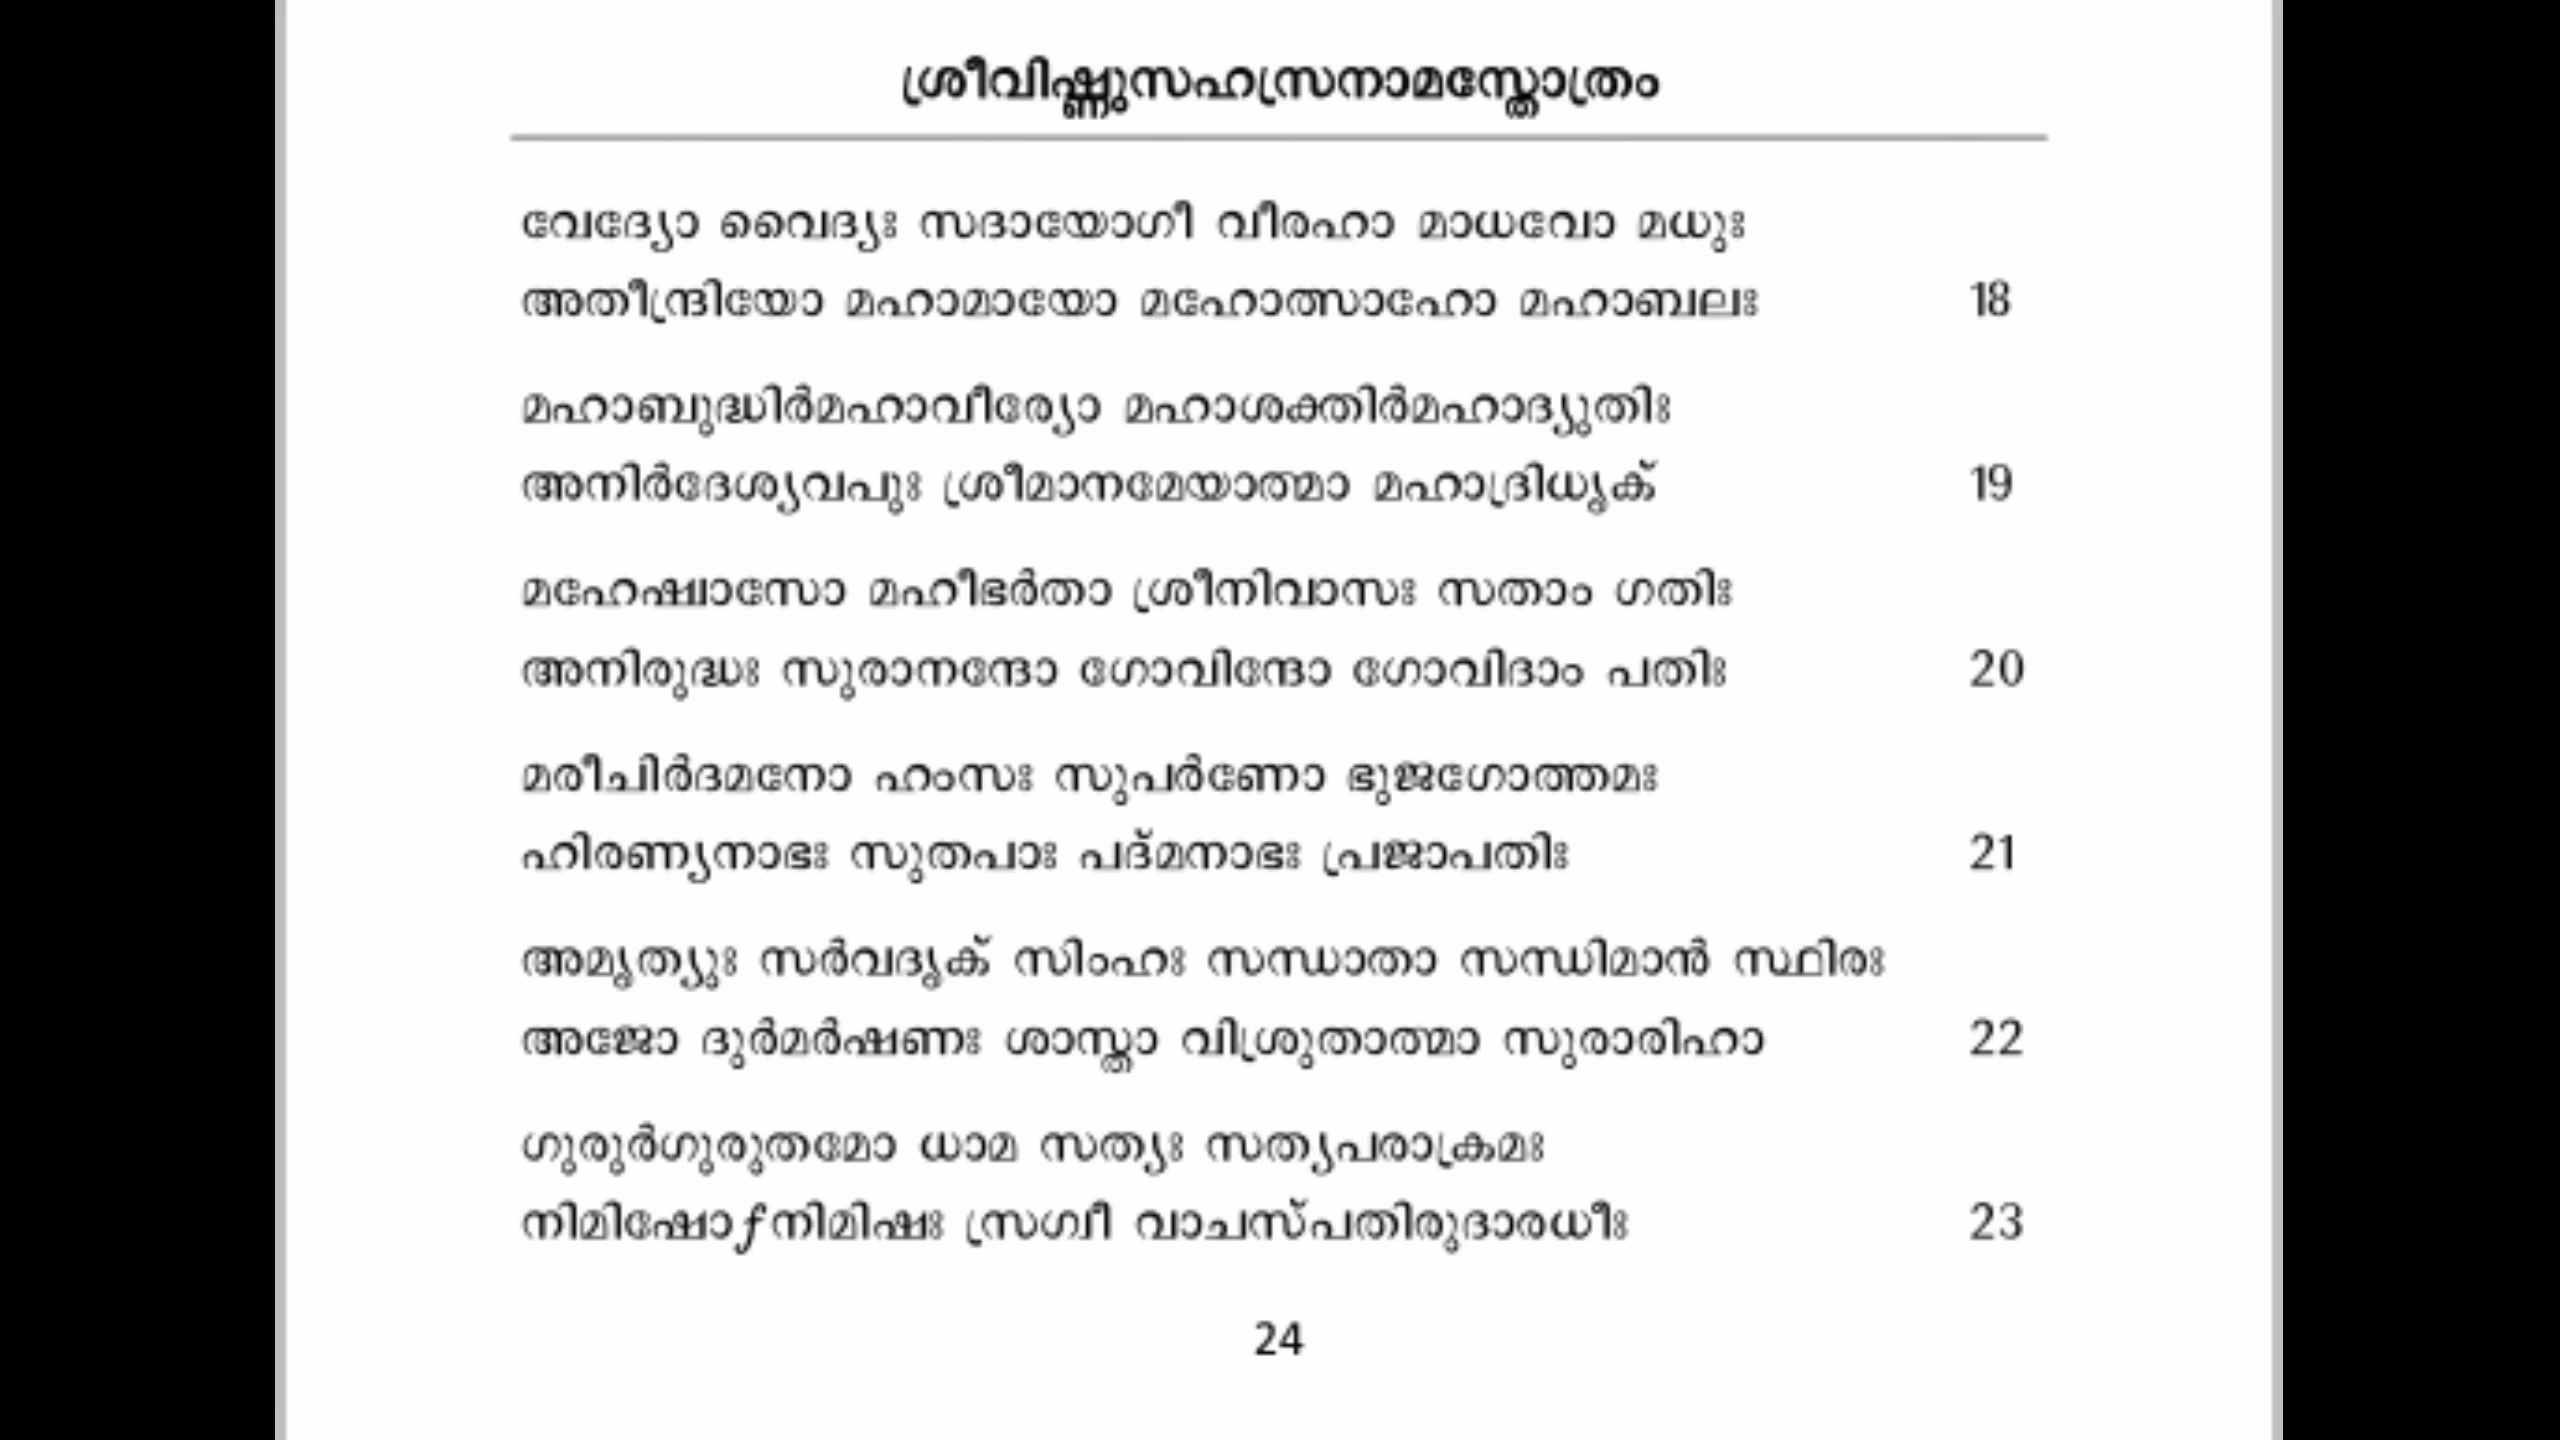 ശ്രീവിഷ്ണുസഹസ്രനാമസ്തോത്രം
വേദ്യോ വൈദ്യഃ സദായോഗീ വീരഹാ മാധവോ മധുഃ
അതീന്ദ്രിയോ മഹാമായോ മഹോത്സാഹോ മഹാബലഃ 18
മഹാബുദ്ധിർമഹാവീര്യോ മഹാശക്തിർമഹാദ്യുതിഃ
അനിർദേശ്യവപുഃ ശ്രീമാനമേയാത്മാ മഹാദ്രിധൃക് 19
മഹേഷ്വാസോ മഹീഭർതാ ശ്രീനിവാസഃ സതാം ഗതിഃ
അനിരുദ്ധഃ സുരാനന്ദോ ഗോവിന്ദോ ഗോവിദാം പതിഃ 20
മരീചിർദമനോ ഹംസഃ സുപർണോ ഭുജഗോത്തമഃ
ഹിരണ്യനാഭഃ സുതപാഃ പദ്മനാഭഃ പ്രജാപതിഃ 21
അമൃത്യുഃ സർവദൃക് സിംഹഃ സന്ധാതാ സന്ധിമാൻ സ്ഥിരഃ
അജോ ദുർമർഷണഃ ശാസ്താ വിശ്രുതാത്മാ സുരാരിഹാ 22
ഗുരുർഗുരുതമോ ധാമ സത്യഃ സത്യപരാക്രമഃ
നിമിഷോƒനിമിഷഃ സ്രഗ്വീ വാചസ്പതിരുദാരധീഃ 23
24